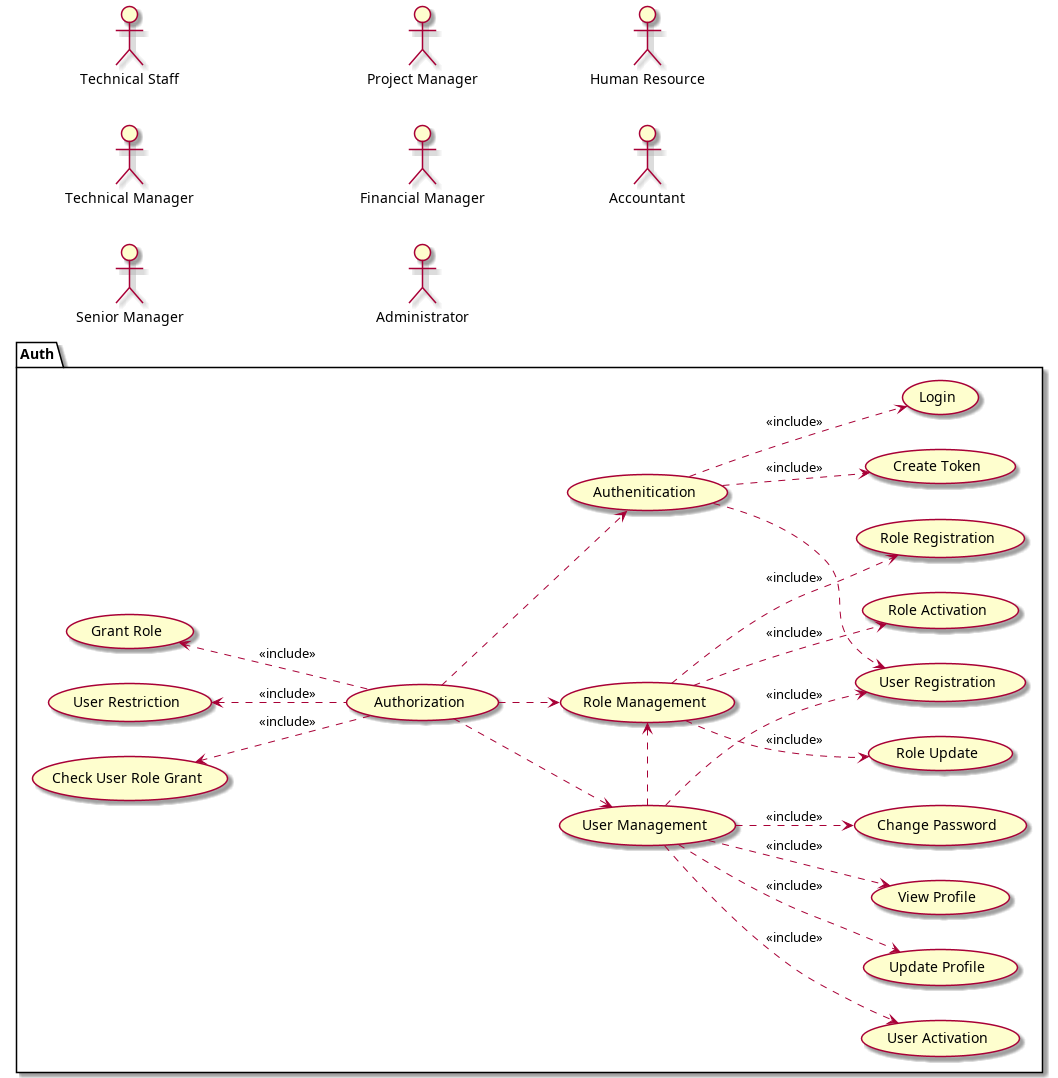 Technical Staff
Project Manager
Human Resource
Technical Manager
Financial Manager
Accountant
Senior Manager
Administrator
Auth
Login
«include»
Create Token
«include»
Authenitication
Role Registration
«include»
Role Activation
Grant Role
«include»
«include»
User Registration
User Restriction
«include»
Authorization
Role Management
«include»
«include»
Role Update
«include»
Check User Role Grant
User Management
«include»
Change Password
«include»
View Profile
«include»
Update Profile
«include»
User Activation